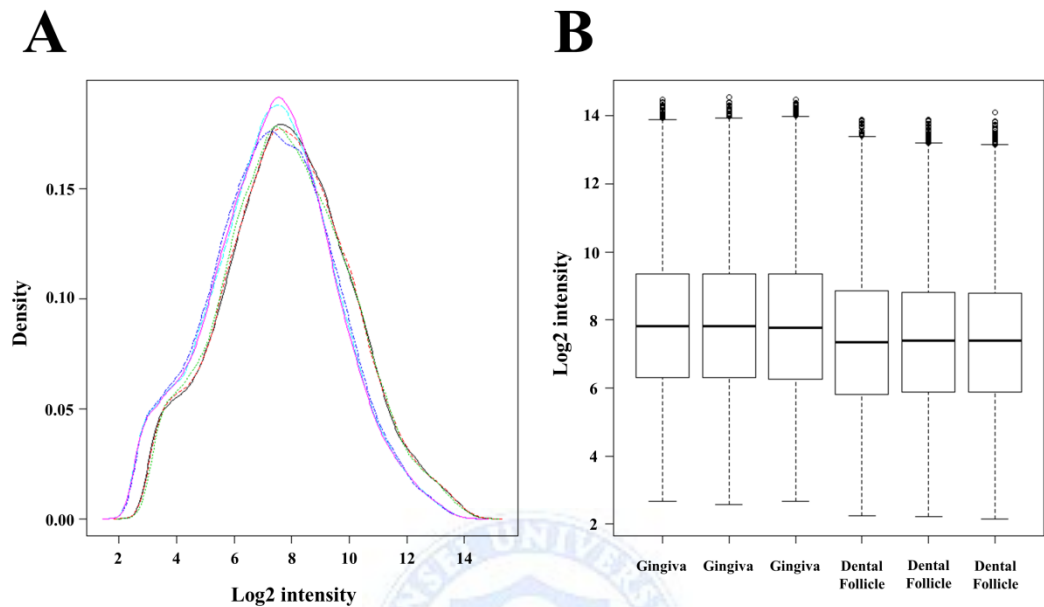 A
B
Density
0.15
0.10
0.05
0.00
2 4 6 8 10 12 14
Log2 intensity
Log2 intensity
14
12
10
8
6
4
2
Gingiva Gingiva Gingiva Dental Follicle Dental Follicle Dental Follicle
UNIVERS